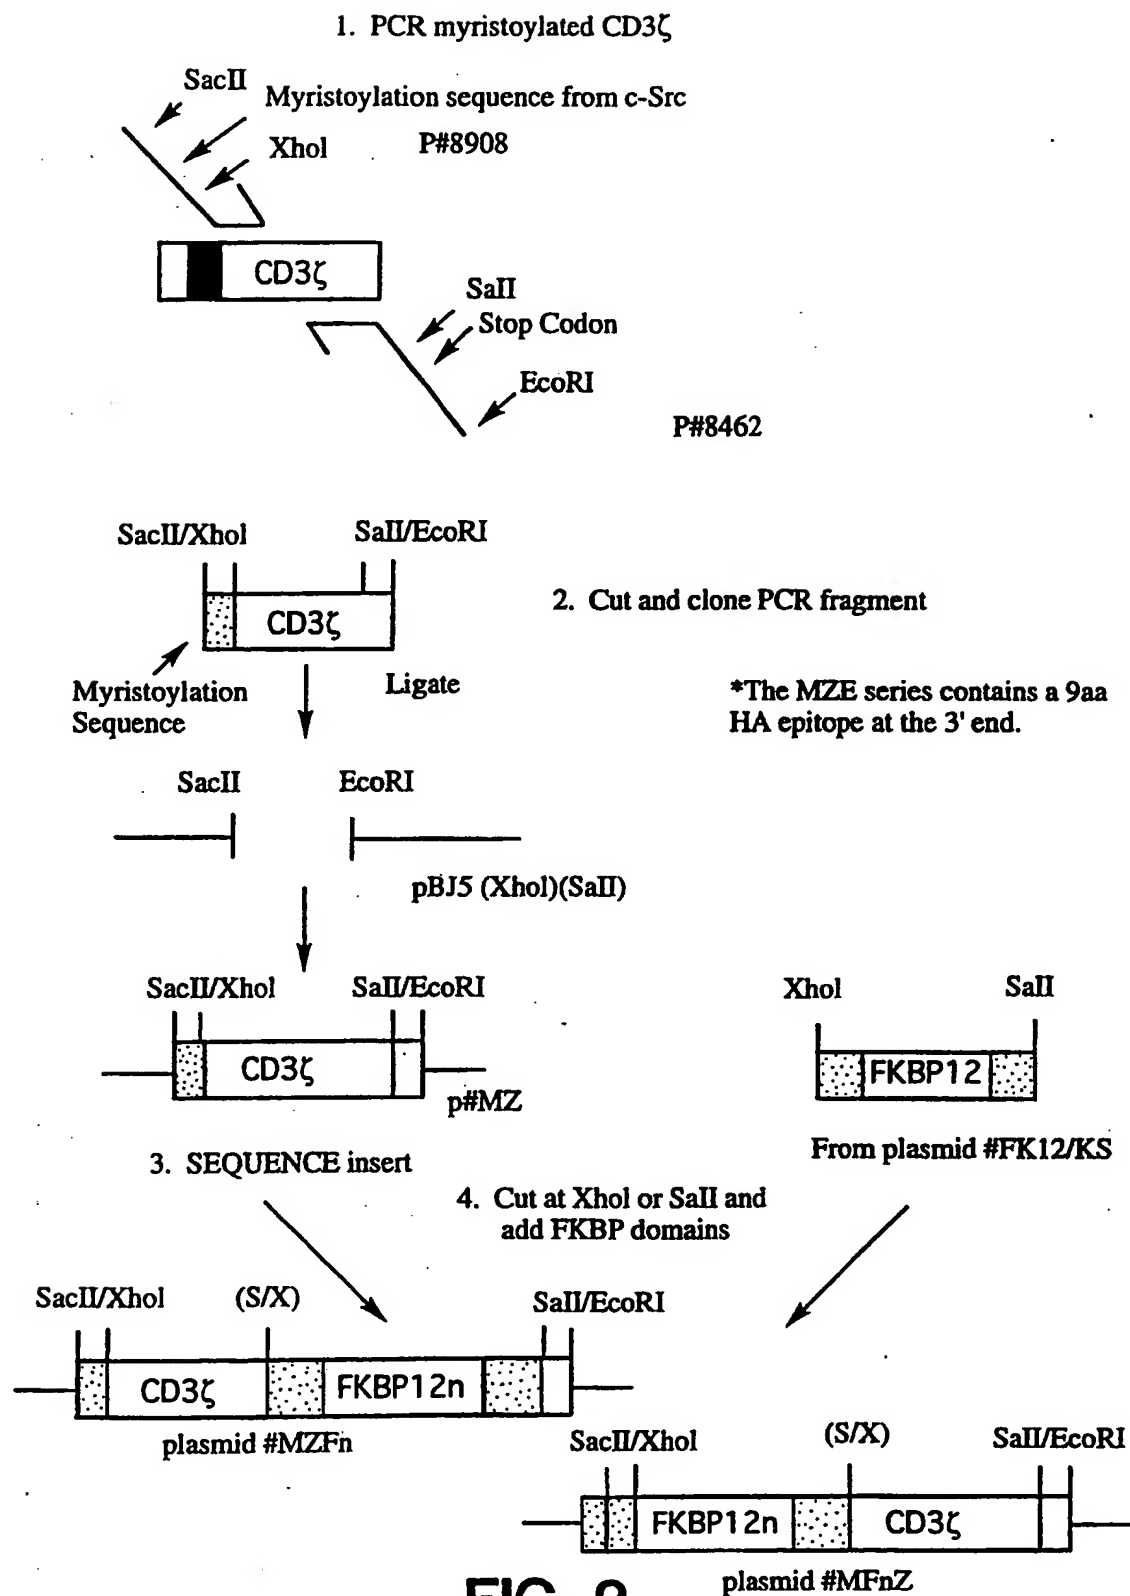 1. PCR myristoylated CD3ζ
SacII
Myristoylation sequence from c-Src
XhoI
P#8908
CD3ζ
SalI
Stop Codon
EcoRI
P#8462
SacII/XhoI
SalI/EcoRI
2. Cut and clone PCR fragment
CD3ζ
Myristoylation
Sequence
Ligate
*The MZE series contains a 9aa
HA epitope at the 3' end.
SacII
EcoRI
pBJ5 (XhoI)(SalI)
SacII/XhoI
SalI/EcoRI
XhoI
SalI
CD3ζ
FKBP12
p#MZ
From plasmid #FK12/KS
3. SEQUENCE insert
4. Cut at XhoI or SalI and
add FKBP domains
SacII/XhoI
(S/X)
SalI/EcoRI
CD3ζ
FKBP12n
plasmid #MZFn
SacII/XhoI
(S/X)
SalI/EcoRI
FKBP12n
CD3ζ
plasmid #MFnZ